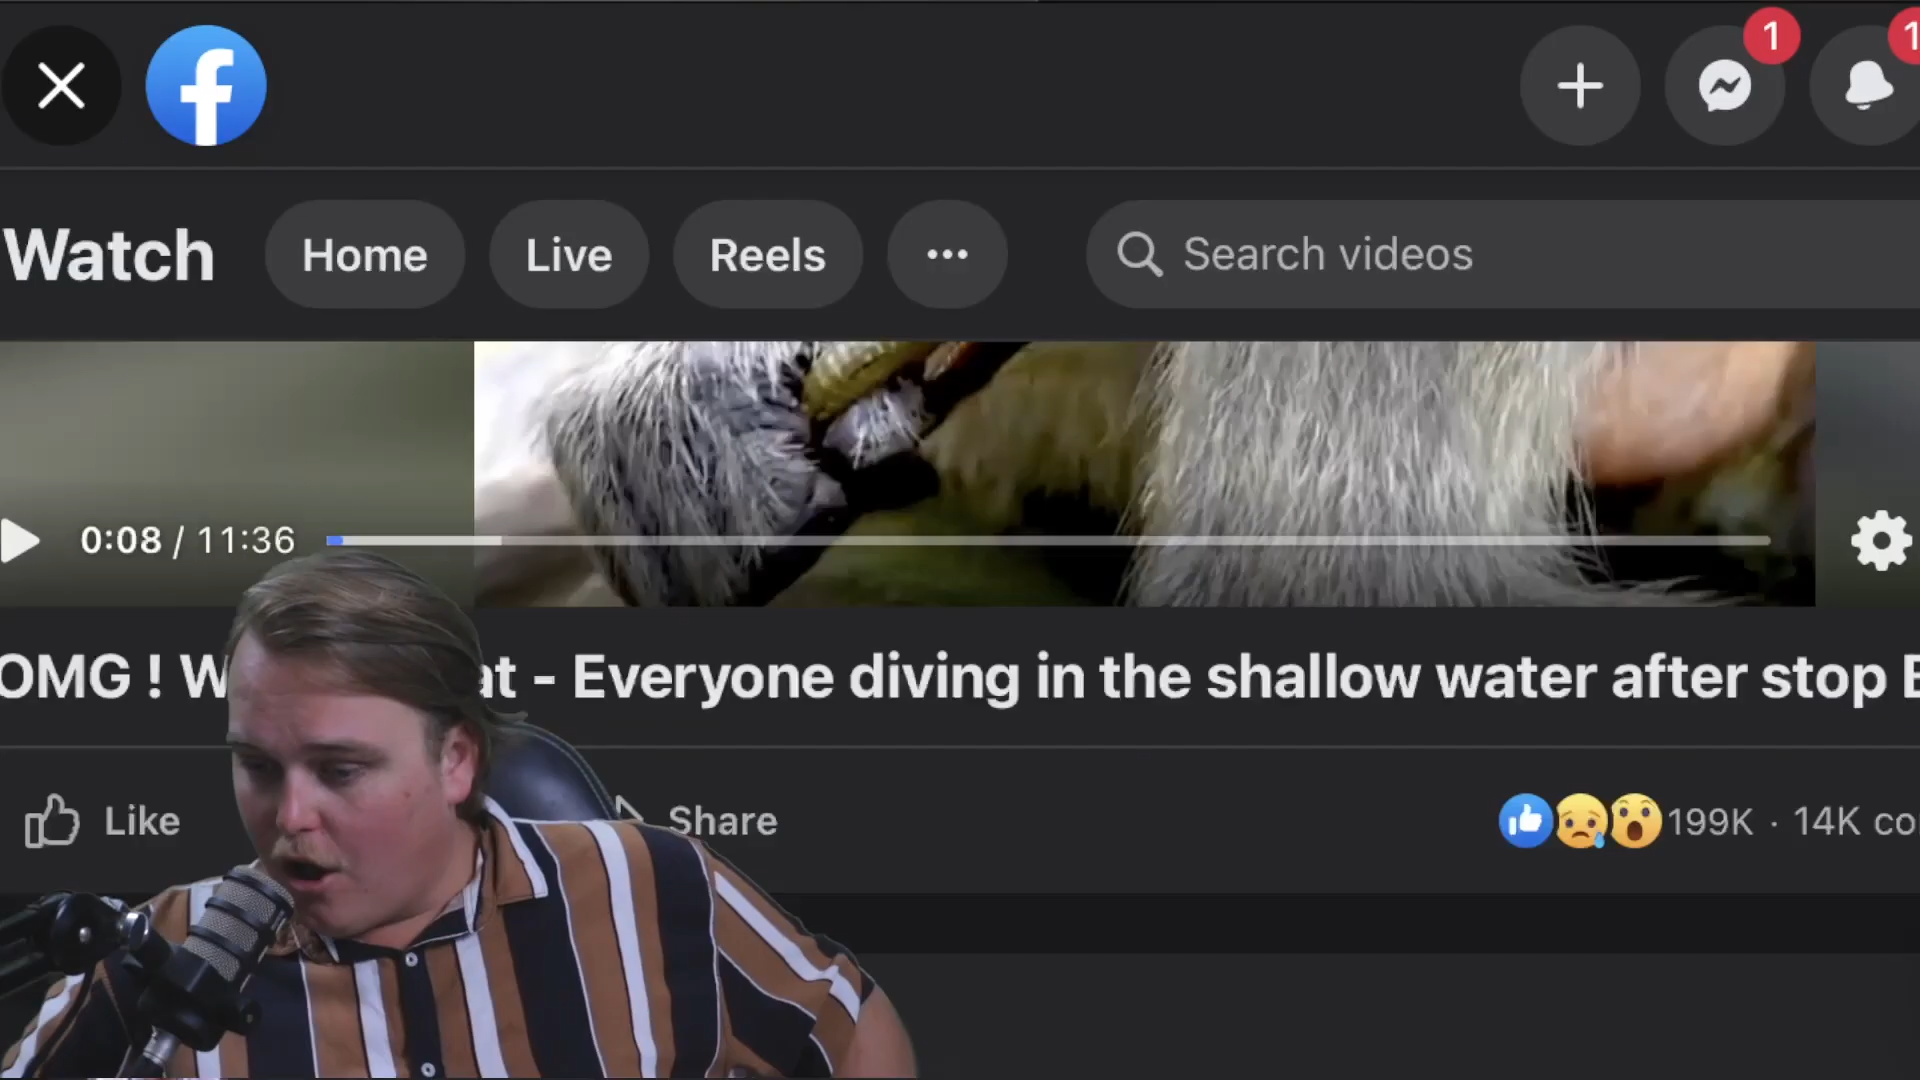 f
1
1
Watch Home Live Reels ... Search videos
0:08 / 11:36
OMG ! W at - Everyone diving in the shallow water after stop
Like Share 199K · 14K co